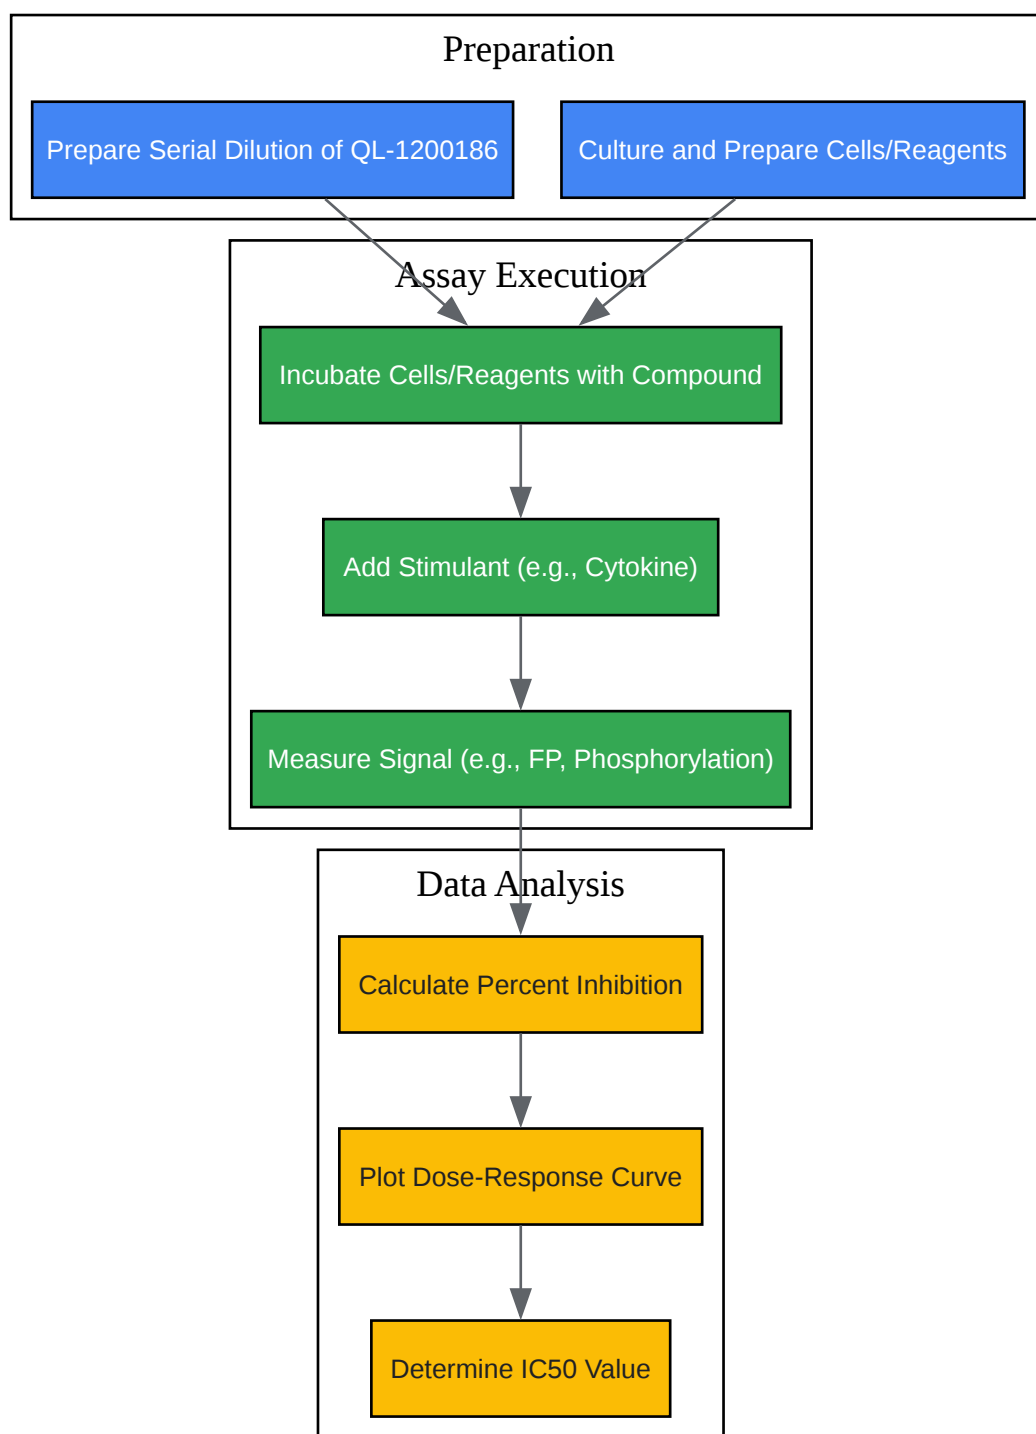 Preparation
Prepare Serial Dilution of QL-1200186
Culture and Prepare Cells/Reagents
Assay Execution
Incubate Cells/Reagents with Compound
Add Stimulant (e.g., Cytokine)
Measure Signal (e.g., FP, Phosphorylation)
Data Analysis
Calculate Percent Inhibition
Plot Dose-Response Curve
Determine IC50 Value